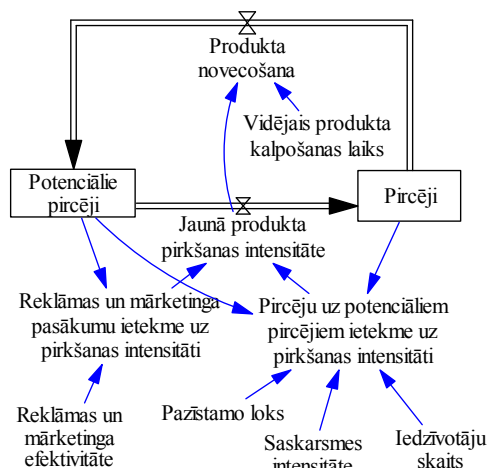 Produkta
novecošana
Vidējais produkta
kalpošanas laiks
Potenciālie
pircēji
Pircēji
Jaunā produkta
pirkšanas intensitāte
Reklāmas un mārketinga
pasākumu ietekme uz
pirkšanas intensitāti
Pircēju uz potenciāliem
pircējiem ietekme uz
pirkšanas intensitāti
Reklāmas un
mārketinga
efektivitāte
Pazīstamo loks
Saskarsmes
intensitāte
Iedzīvotāju
skaits